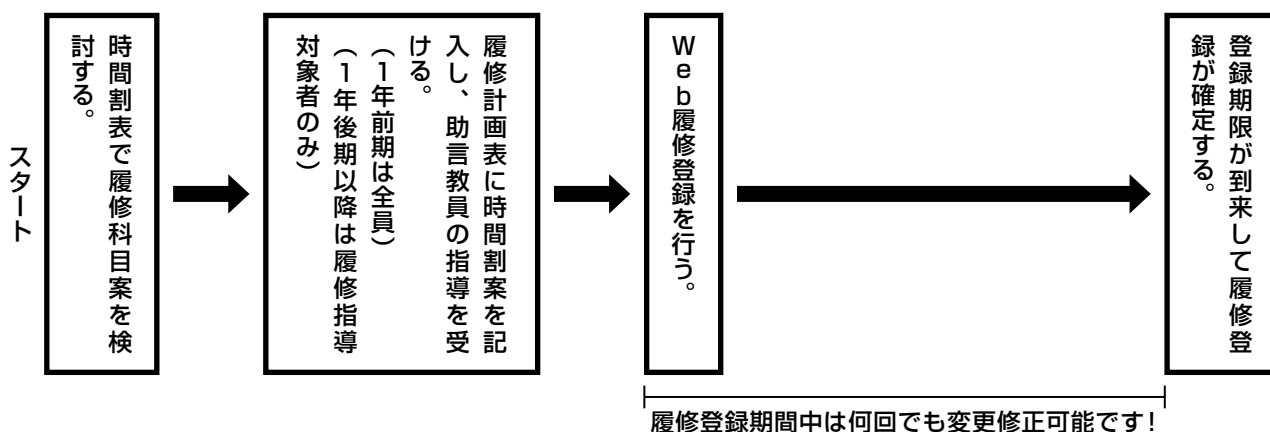 スタート
時間割表で履修科目案を検
討する。
履修計画表に時間割案を記
入し、助言教員の指導を受
ける。
（１年前期は全員）
（１年後期以降は履修指導
対象者のみ）
Ｗｅｂ履修登録を行う。
登録期限が到来して履修登
録が確定する。
履修登録期間中は何回でも変更修正可能です！